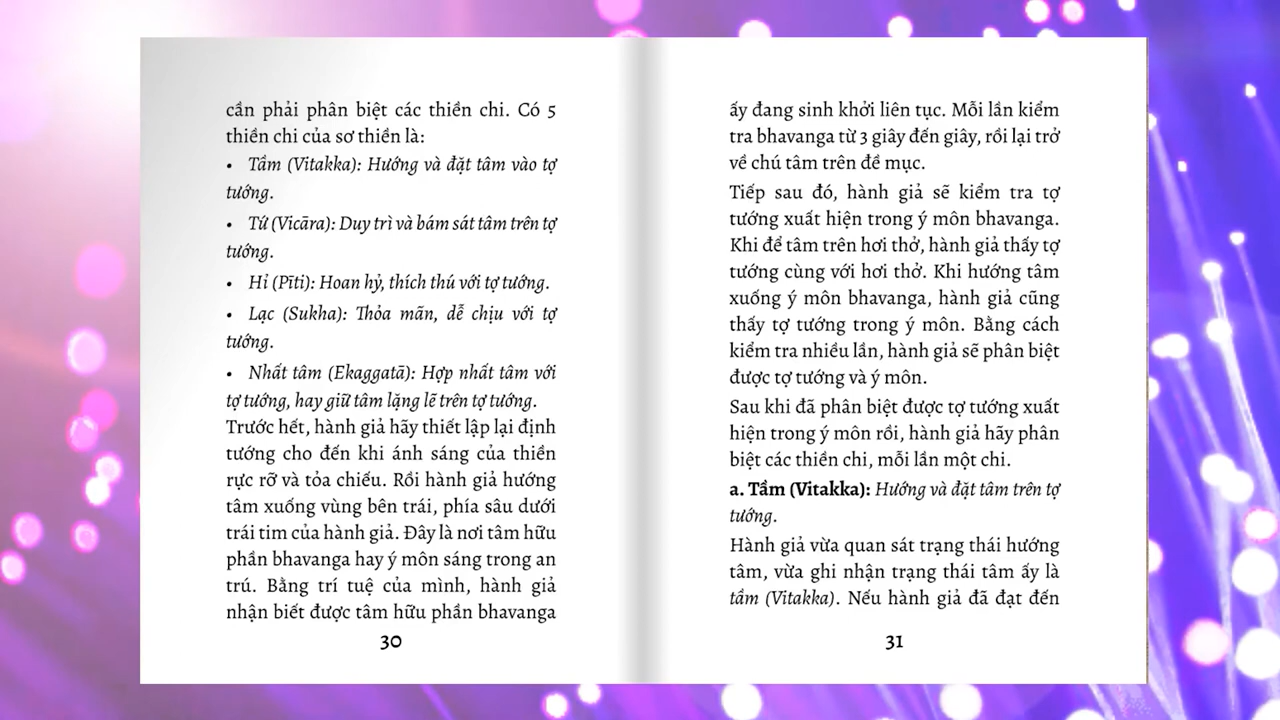 cần phải phân biệt các thiền chi. Có 5
thiền chi của sơ thiền là:
• Tầm (Vitakka): Hướng và đặt tâm vào tợ
tướng.
• Tứ (Vicāra): Duy trì và bám sát tâm trên tợ
tướng.
• Hỉ (Pīti): Hoan hỷ, thích thú với tợ tướng.
• Lạc (Sukha): Thỏa mãn, dễ chịu với tợ
tướng.
• Nhất tâm (Ekaggatā): Hợp nhất tâm với
tợ tướng, hay giữ tâm lặng lẽ trên tợ tướng.
Trước hết, hành giả hãy thiết lập lại định
tướng cho đến khi ánh sáng của thiền
rực rỡ và tỏa chiếu. Rồi hành giả hướng
tâm xuống vùng bên trái, phía sâu dưới
trái tim của hành giả. Đây là nơi tâm hữu
phần bhavanga hay ý môn sáng trong an
trú. Bằng trí tuệ của mình, hành giả
nhận biết được tâm hữu phần bhavanga
30
ấy đang sinh khởi liên tục. Mỗi lần kiểm
tra bhavanga từ 3 giây đến giây, rồi lại trở
về chú tâm trên đề mục.
Tiếp sau đó, hành giả sẽ kiểm tra tợ
tướng xuất hiện trong ý môn bhavanga.
Khi để tâm trên hơi thở, hành giả thấy tợ
tướng cùng với hơi thở. Khi hướng tâm
xuống ý môn bhavanga, hành giả cũng
thấy tợ tướng trong ý môn. Bằng cách
kiểm tra nhiều lần, hành giả sẽ phân biệt
được tợ tướng và ý môn.
Sau khi đã phân biệt được tợ tướng xuất
hiện trong ý môn rồi, hành giả hãy phân
biệt các thiền chi, mỗi lần một chi.
a. Tầm (Vitakka): Hướng và đặt tâm trên tợ
tướng.
Hành giả vừa quan sát trạng thái hướng
tâm, vừa ghi nhận trạng thái tâm ấy là
tầm (Vitakka). Nếu hành giả đã đạt đến
31